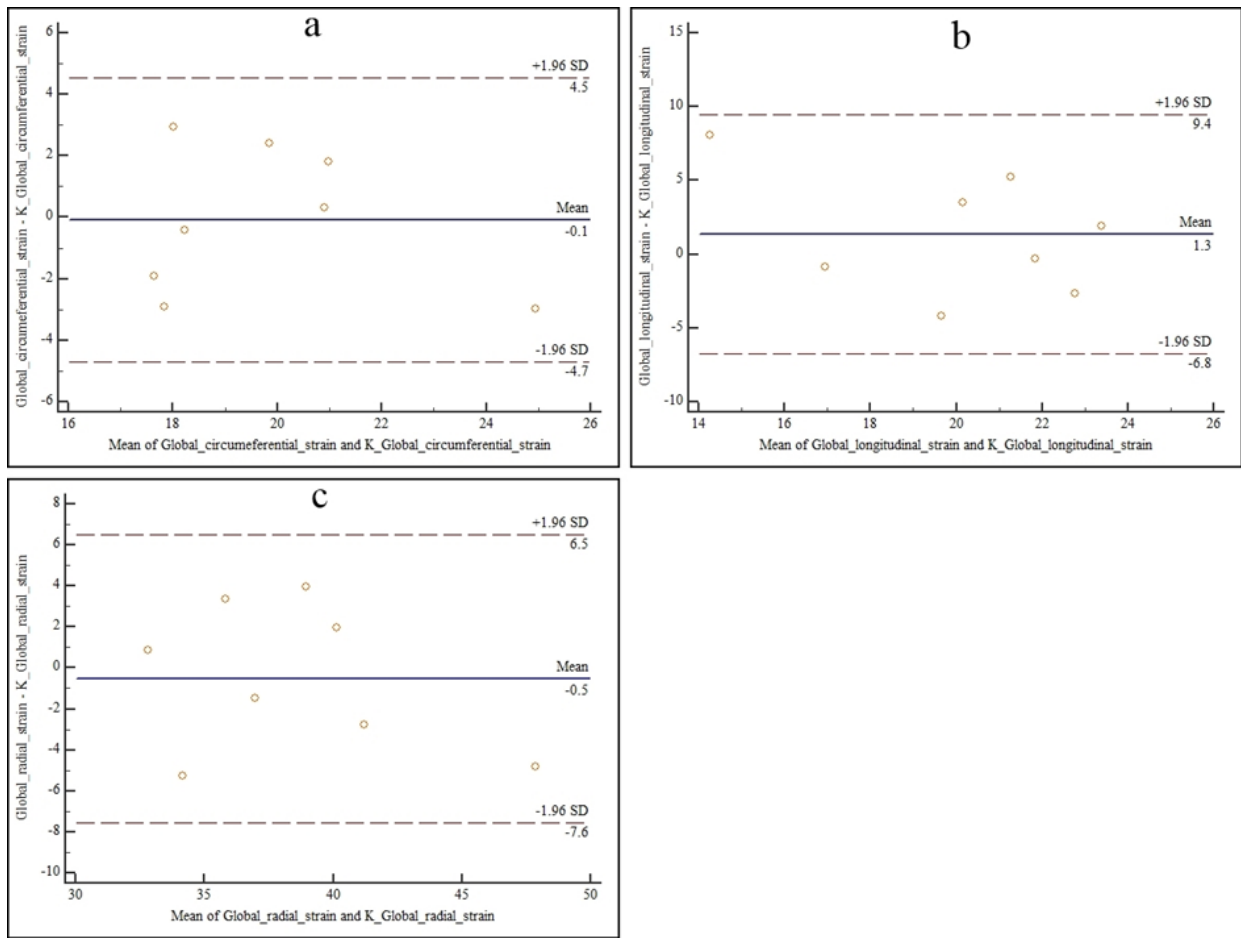 a
Global_circumeferential_strain - K_Global_circumferential_strain
6
4
2
0
-2
-4
-6
+1.96 SD
4.5
Mean
-0.1
-1.96 SD
-4.7
16 18 20 22 24 26
Mean of Global_circumeferential_strain and K_Global_circumferential_strain
b
Global_longitudinal_strain - K_Global_longitudinal_strain
15
10
5
0
-5
-10
+1.96 SD
9.4
Mean
1.3
-1.96 SD
-6.8
14 16 18 20 22 24 26
Mean of Global_longitudinal_strain and K_Global_longitudinal_strain
c
Global_radial_strain - K_Global_radial_strain
8
6
4
2
0
-2
-4
-6
-8
-10
+1.96 SD
6.5
Mean
-0.5
-1.96 SD
-7.6
30 35 40 45 50
Mean of Global_radial_strain and K_Global_radial_strain